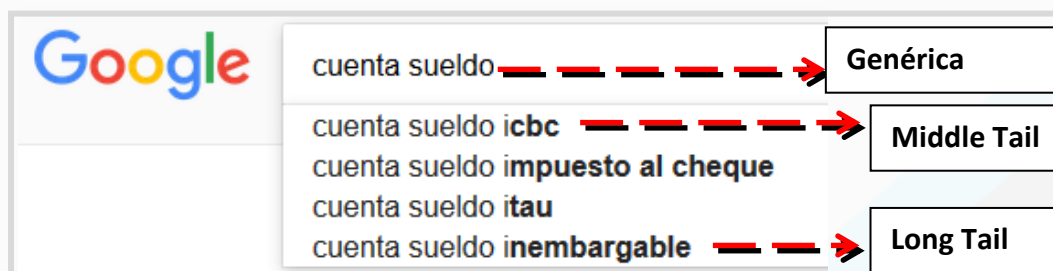 Google
cuenta sueldo
Genérica
cuenta sueldo icbc
Middle Tail
cuenta sueldo impuesto al cheque
cuenta sueldo itau
cuenta sueldo inembargable
Long Tail